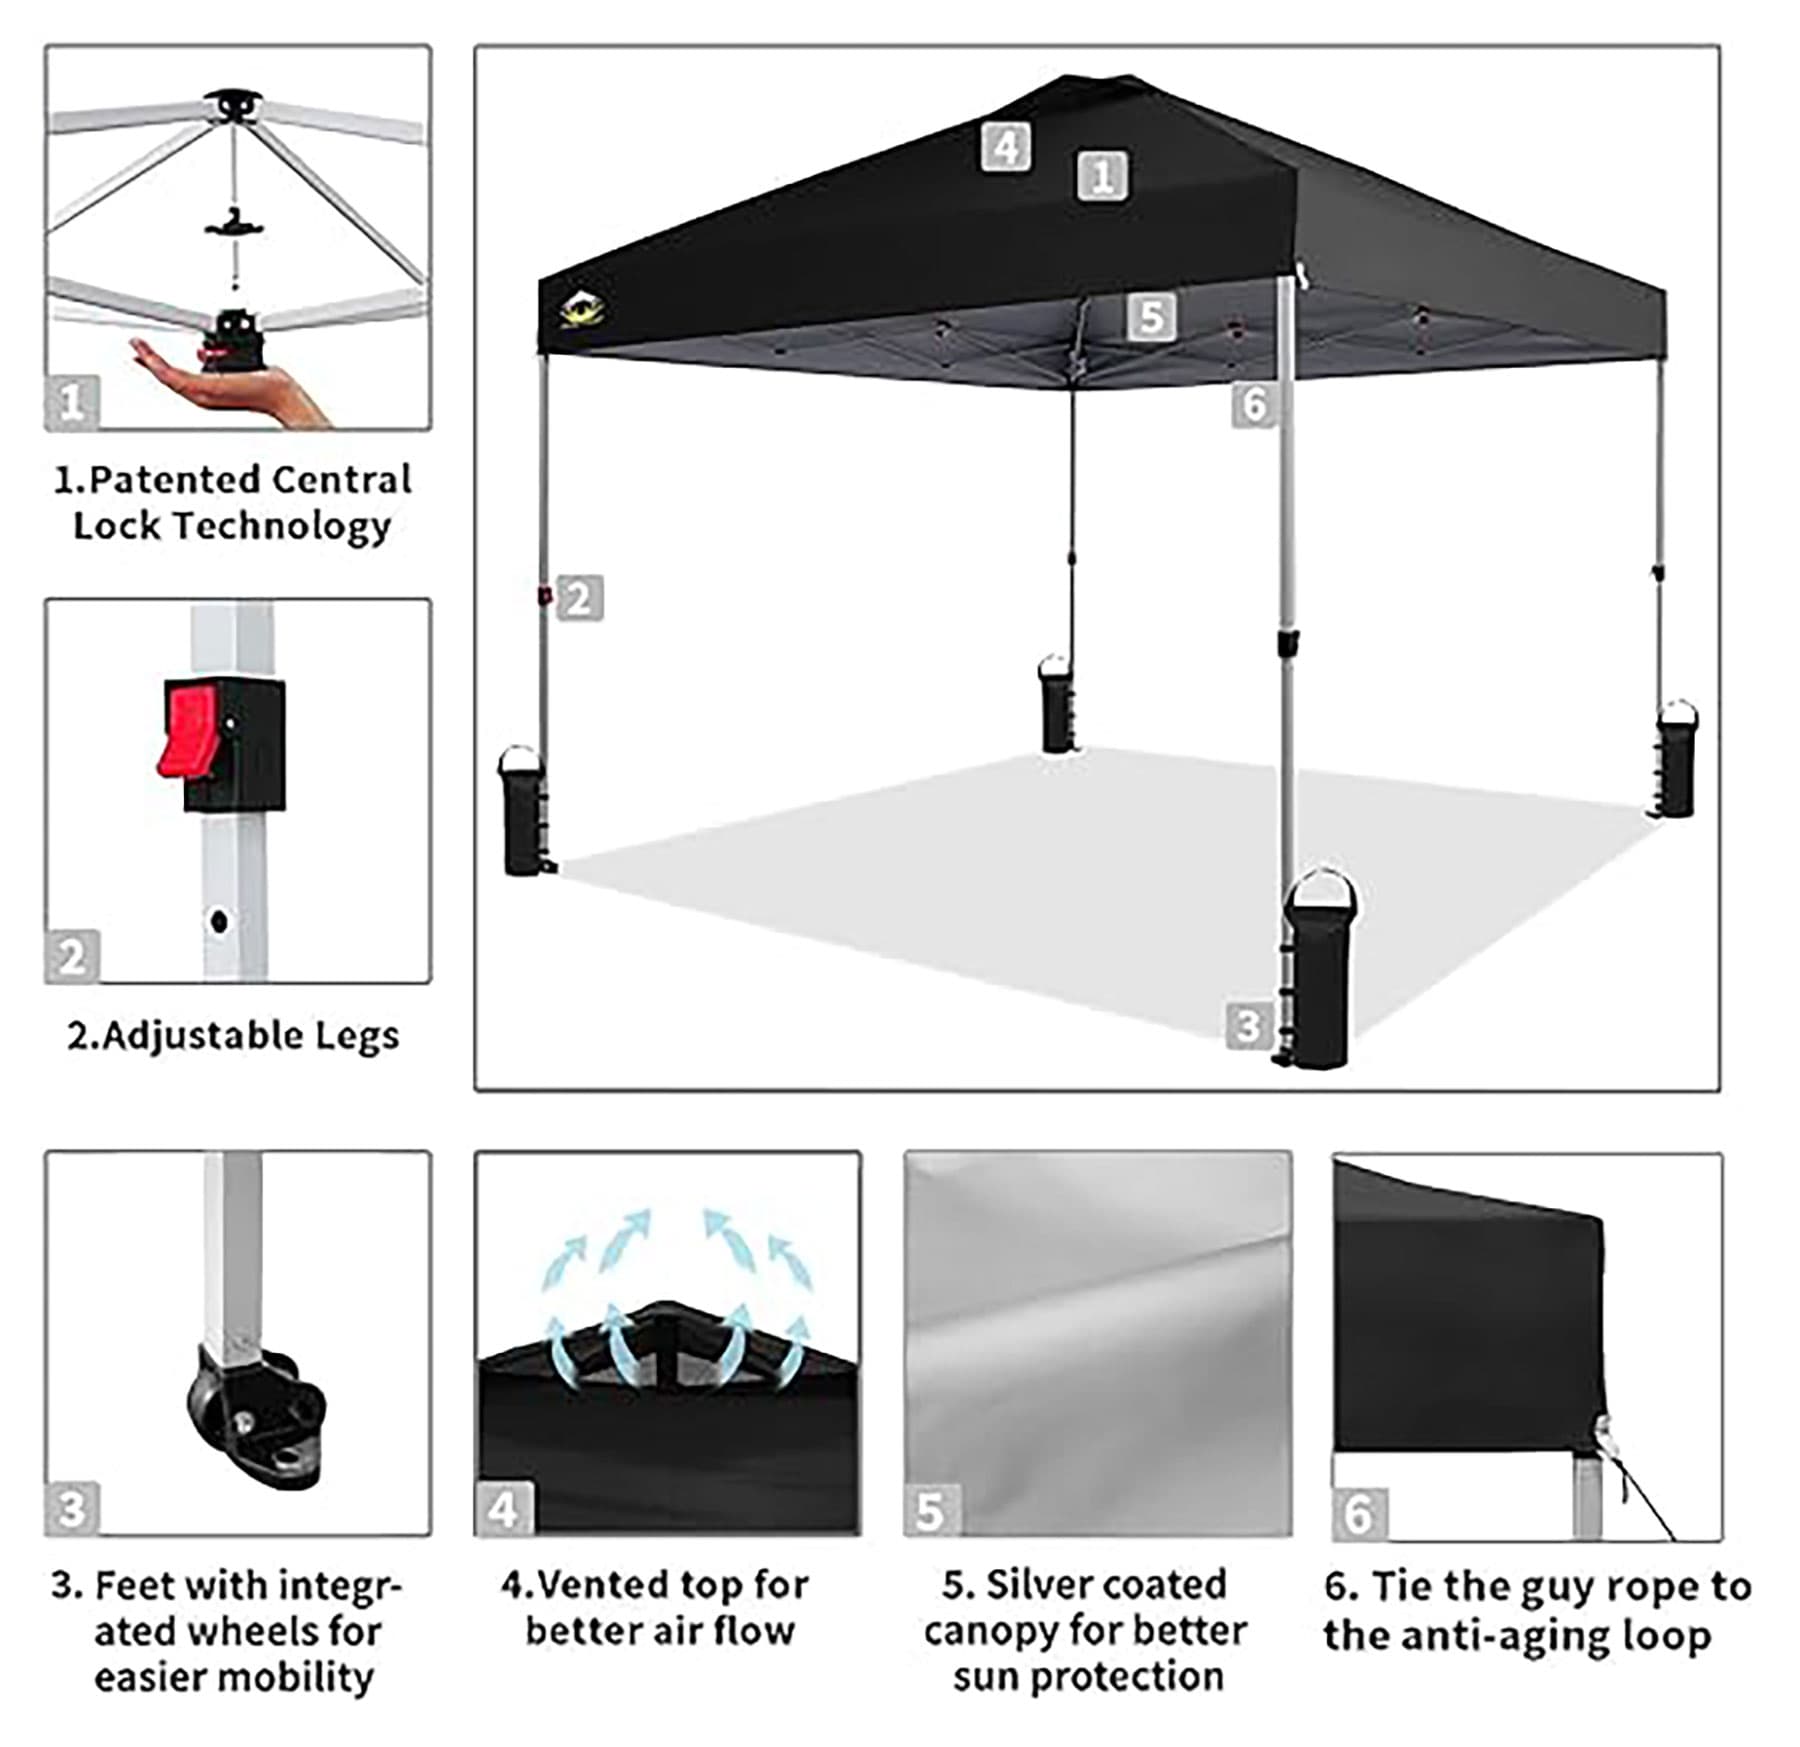 1
1.Patented Central
Lock Technology
2
2.Adjustable Legs
4
1
5
6
2
3
3
3. Feet with integr-
ated wheels for
easier mobility
4
4.Vented top for
better air flow
5
5. Silver coated
canopy for better
sun protection
6
6. Tie the guy rope to
the anti-aging loop